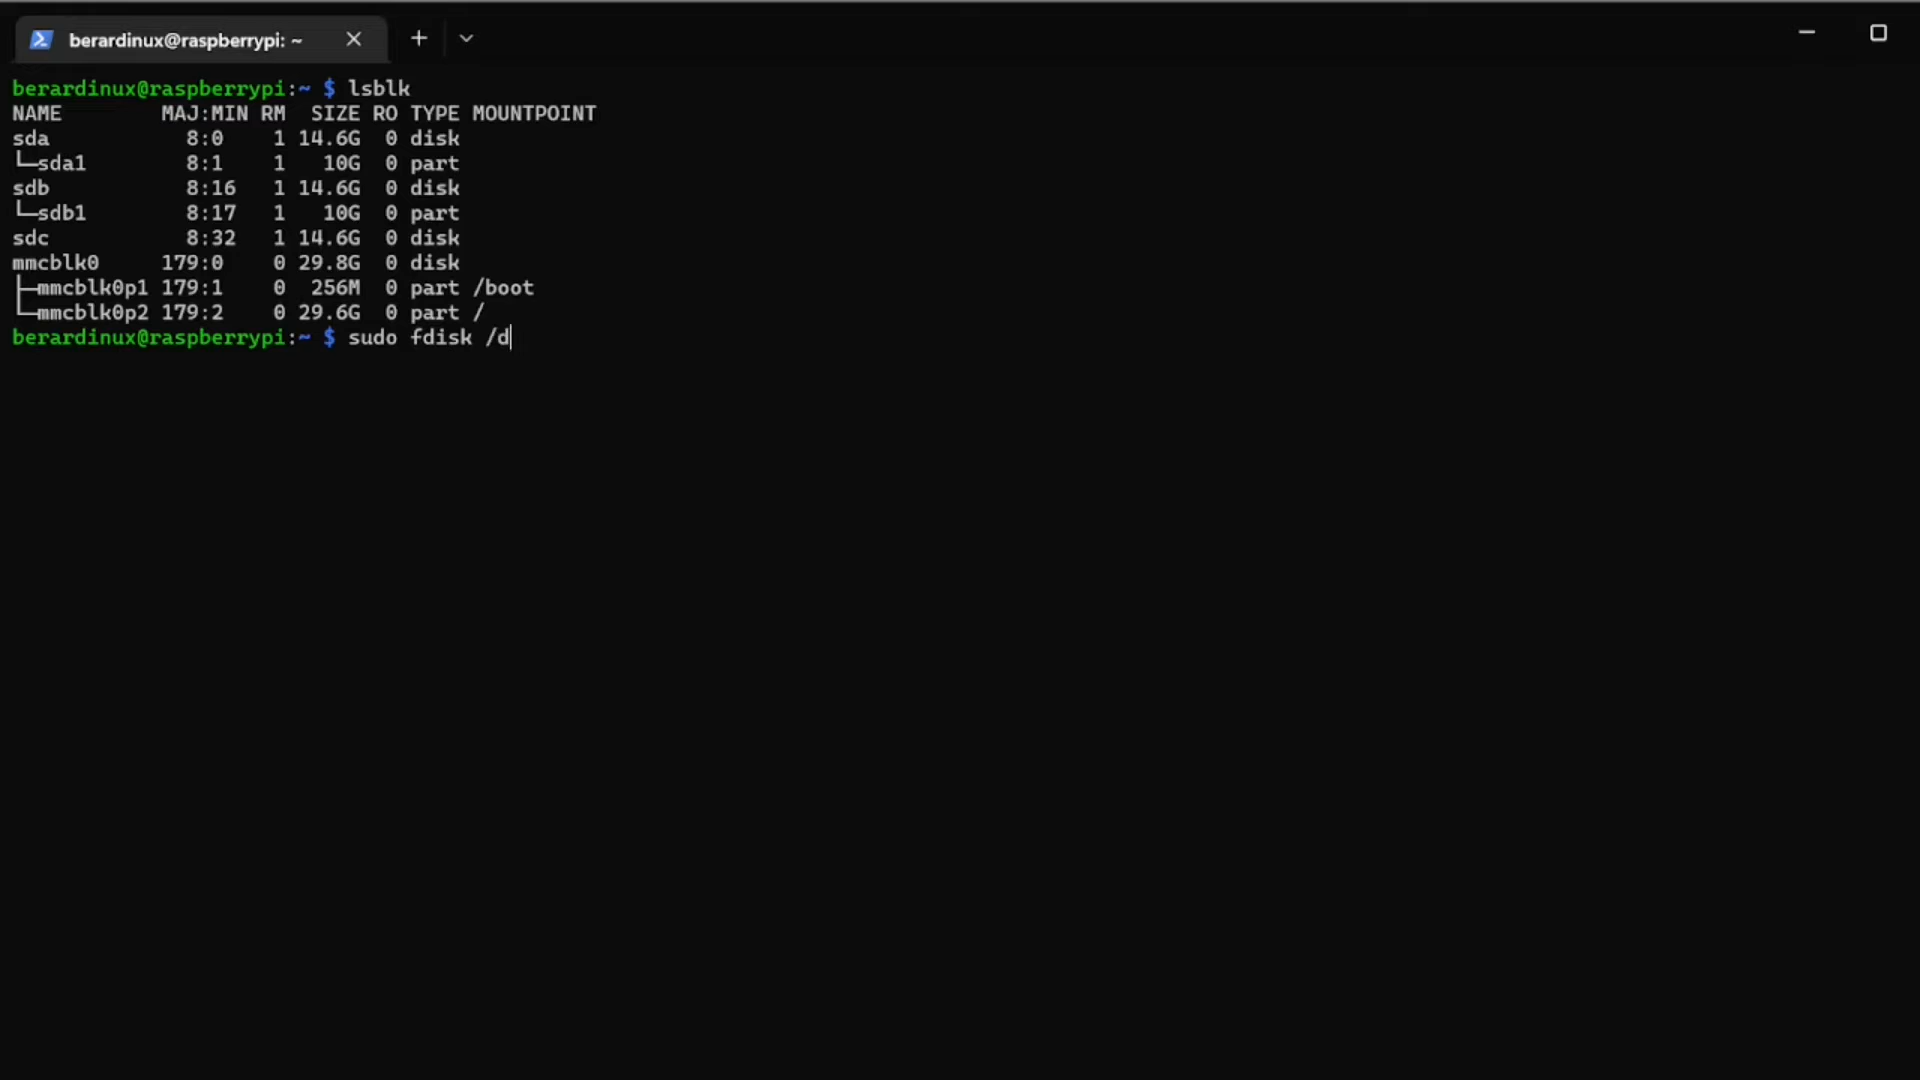 berardinux@raspberrypi: ~
berardinux@raspberrypi:~ $ lsblk
NAME        MAJ:MIN RM  SIZE RO TYPE MOUNTPOINT
sda           8:0    1 14.6G  0 disk
└─sda1        8:1    1   10G  0 part
sdb           8:16   1 14.6G  0 disk
└─sdb1        8:17   1   10G  0 part
sdc           8:32   1 14.6G  0 disk
mmcblk0     179:0    0 29.8G  0 disk
├─mmcblk0p1 179:1    0  256M  0 part /boot
└─mmcblk0p2 179:2    0 29.6G  0 part /
berardinux@raspberrypi:~ $ sudo fdisk /d